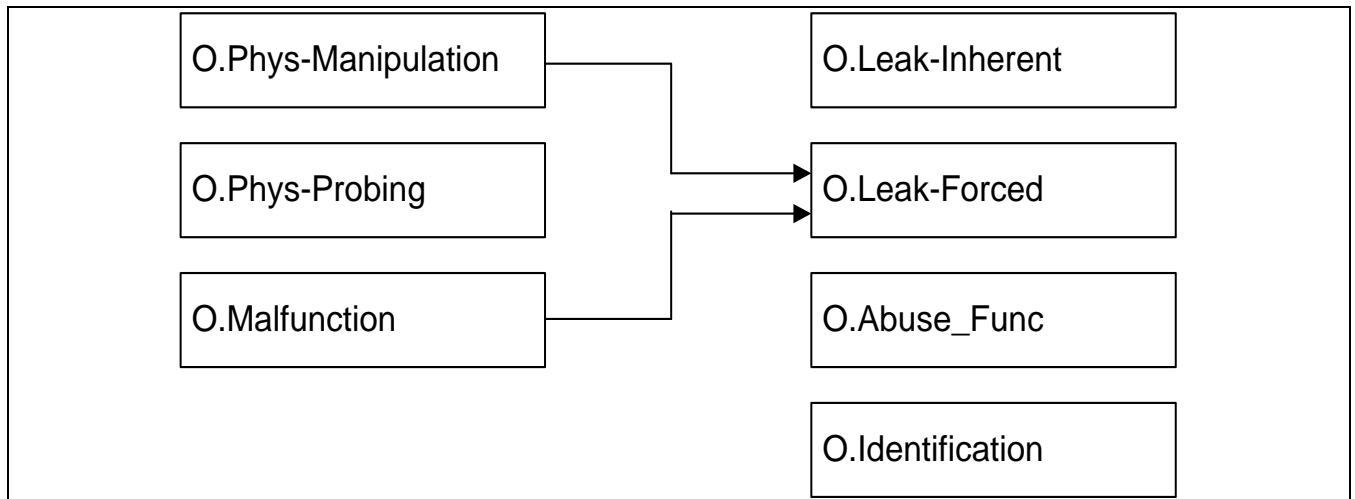 O.Phys-Manipulation
O.Leak-Inherent
O.Phys-Probing
O.Leak-Forced
O.Malfunction
O.Abuse_Func
O.Identification